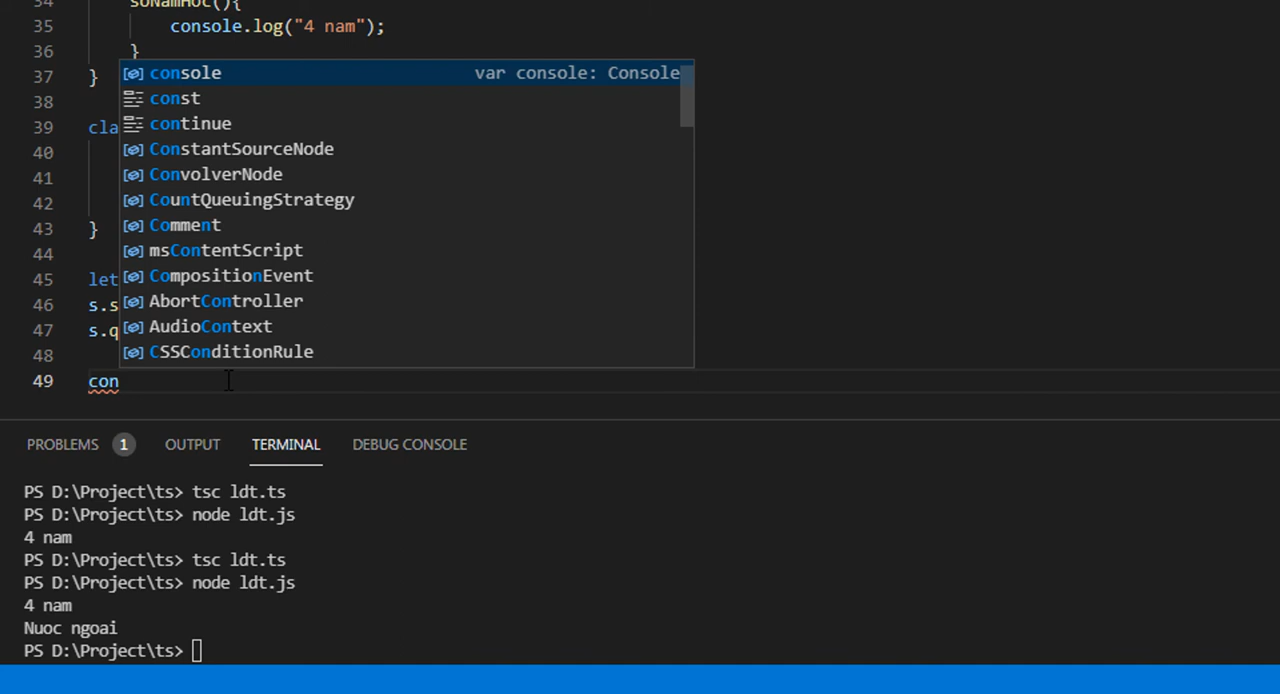 34 soNamHoc(){
35 console.log("4 nam");
36 }
37 }
38
39 cla
40
41
42
43 }
44
45 let
46 s.s
47 s.q
48
49 con
console var console: Console
const
continue
ConstantSourceNode
ConvolverNode
CountQueuingStrategy
Comment
msContentScript
CompositionEvent
AbortController
AudioContext
CSSConditionRule
PROBLEMS 1 OUTPUT TERMINAL DEBUG CONSOLE
PS D:\Project\ts> tsc ldt.ts
PS D:\Project\ts> node ldt.js
4 nam
PS D:\Project\ts> tsc ldt.ts
PS D:\Project\ts> node ldt.js
4 nam
Nuoc ngoai
PS D:\Project\ts>